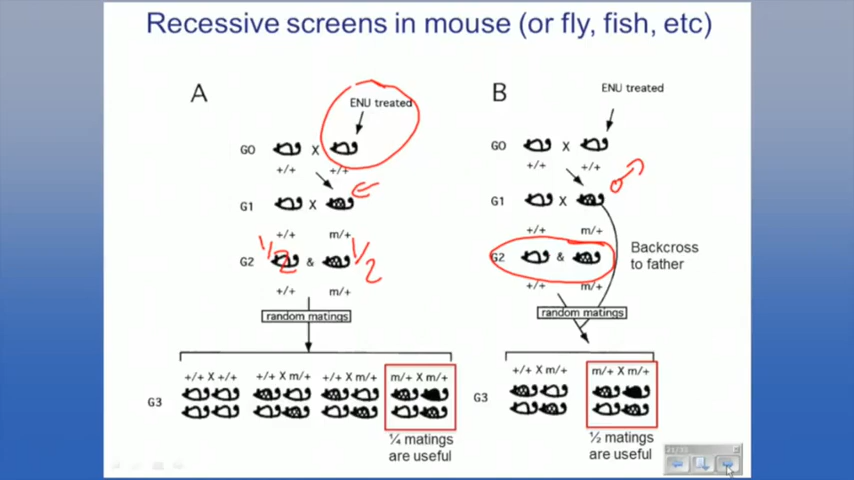 Recessive screens in mouse (or fly, fish, etc)
A
ENU treated
GO X
+/+ +/+
G1 X
+/+ m/+
1/2 1/2
G2 &
+/+ m/+
random matings
+/+ X +/+ +/+ X m/+ +/+ X m/+ m/+ X m/+
G3
¼ matings
are useful
B
ENU treated
G0 X
+/+ +/+
G1 X
+/+ m/+
G2 &
+/+ m/+
Backcross
to father
random matings
+/+ X m/+ m/+ X m/+
G3
½ matings
are useful